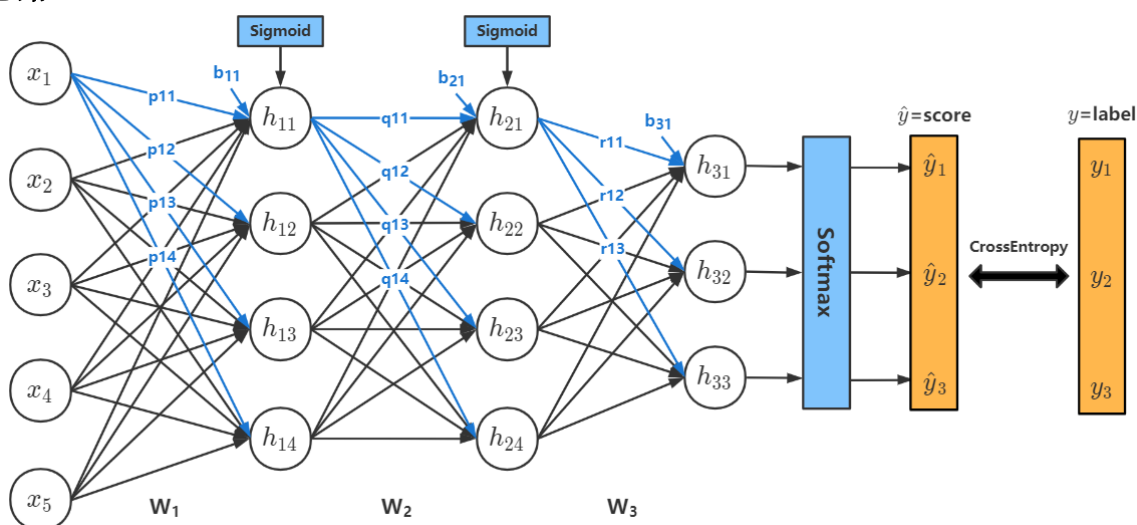 Sigmoid
Sigmoid
x₁
x₂
x₃
x₄
x₅
b₁₁
p11
p12
p13
p14
h₁₁
h₁₂
h₁₃
h₁₄
b₂₁
q11
q12
q13
q14
h₂₁
h₂₂
h₂₃
h₂₄
b₃₁
r11
r12
r13
h₃₁
h₃₂
h₃₃
Softmax
ŷ=score
ŷ₁
ŷ₂
ŷ₃
CrossEntropy
y=label
y₁
y₂
y₃
W₁
W₂
W₃